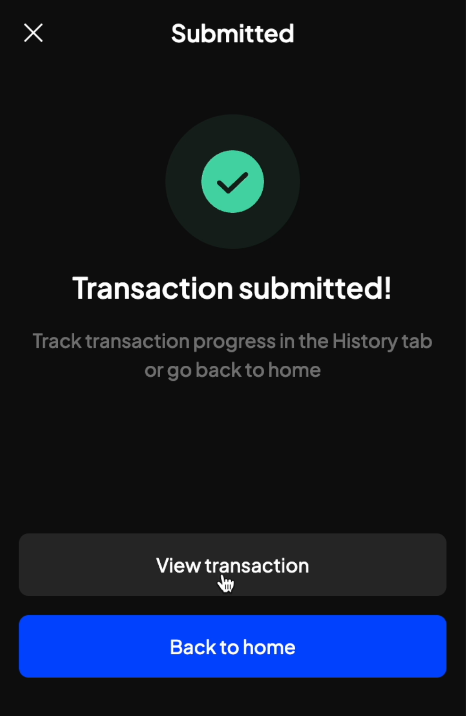 Submitted
Transaction submitted!
Track transaction progress in the History tab
or go back to home
View transaction
Back to home